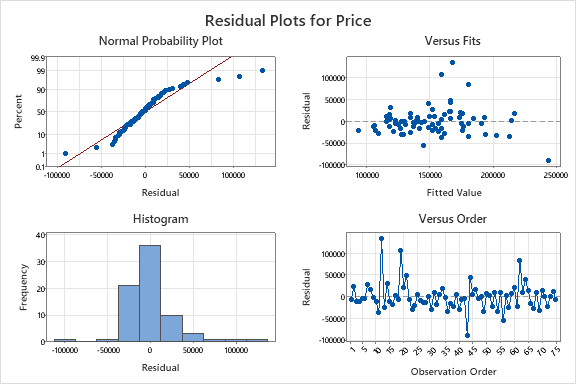 Residual Plots for Price
Normal Probability Plot
Percent
99.9
99
90
50
10
1
0.1
-100000 -50000 0 50000 100000
Residual
Versus Fits
Residual
100000
50000
0
-50000
-100000
100000 150000 200000 250000
Fitted Value
Histogram
Frequency
40
30
20
10
0
-100000 -50000 0 50000 100000
Residual
Versus Order
Residual
100000
50000
0
-50000
-100000
1 5 10 15 20 25 30 35 40 45 50 55 60 65 70 75
Observation Order